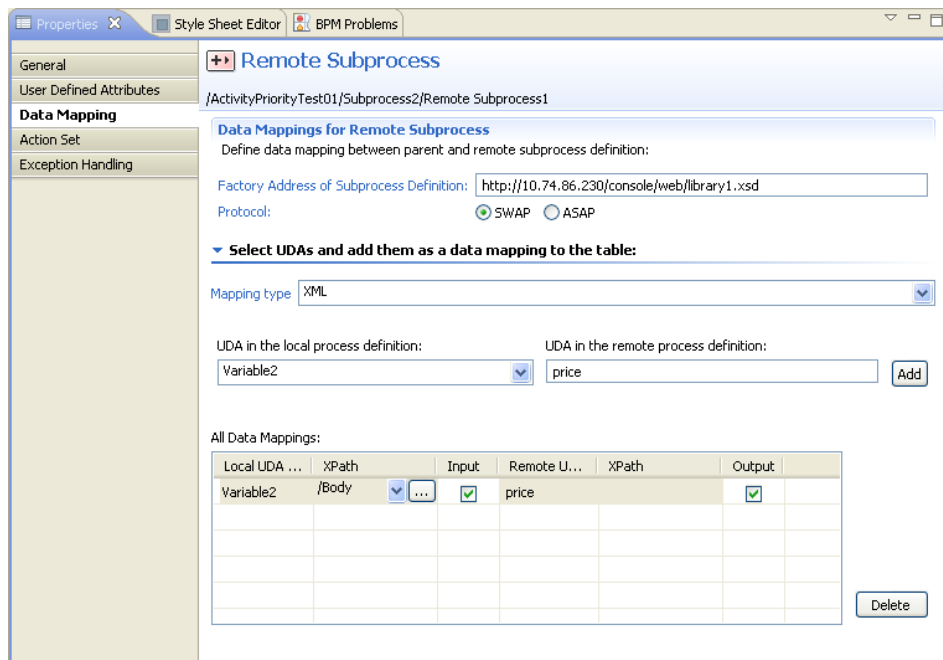 Properties
Style Sheet Editor
BPM Problems
General
User Defined Attributes
Data Mapping
Action Set
Exception Handling
Remote Subprocess
/ActivityPriorityTest01/Subprocess2/Remote Subprocess1
Data Mappings for Remote Subprocess
Define data mapping between parent and remote subprocess definition:
Factory Address of Subprocess Definition: http://10.74.86.230/console/web/library1.xsd
Protocol: SWAP ASAP
Select UDAs and add them as a data mapping to the table:
Mapping type XML
UDA in the local process definition: UDA in the remote process definition:
Variable2 price Add
All Data Mappings:
Local UDA ... XPath Input Remote U... XPath Output
Variable2 /Body ... price
Delete